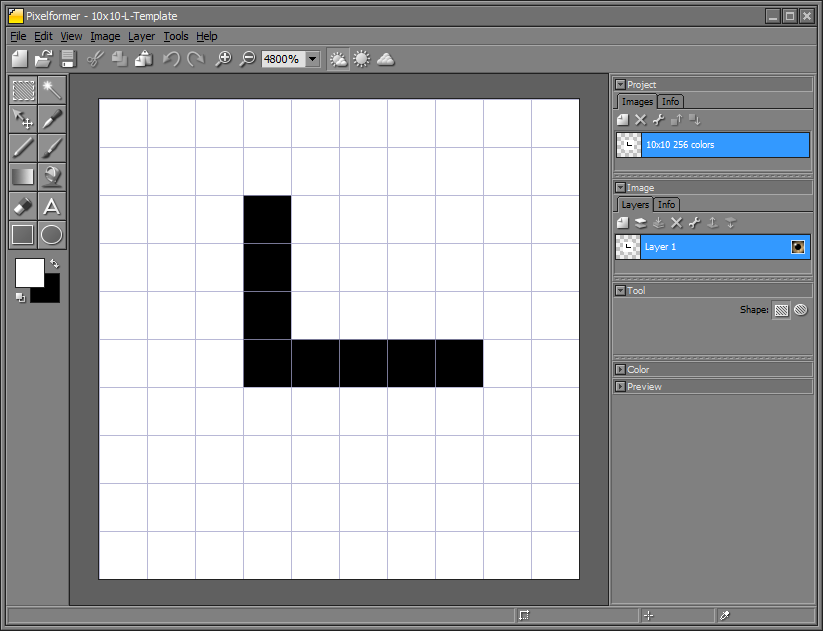 Pixelformer - 10x10-L-Template
File Edit View Image Layer Tools Help
4800%
Project
Images Info
10x10 256 colors
Image
Layers Info
Layer 1
Tool
Shape:
Color
Preview
A